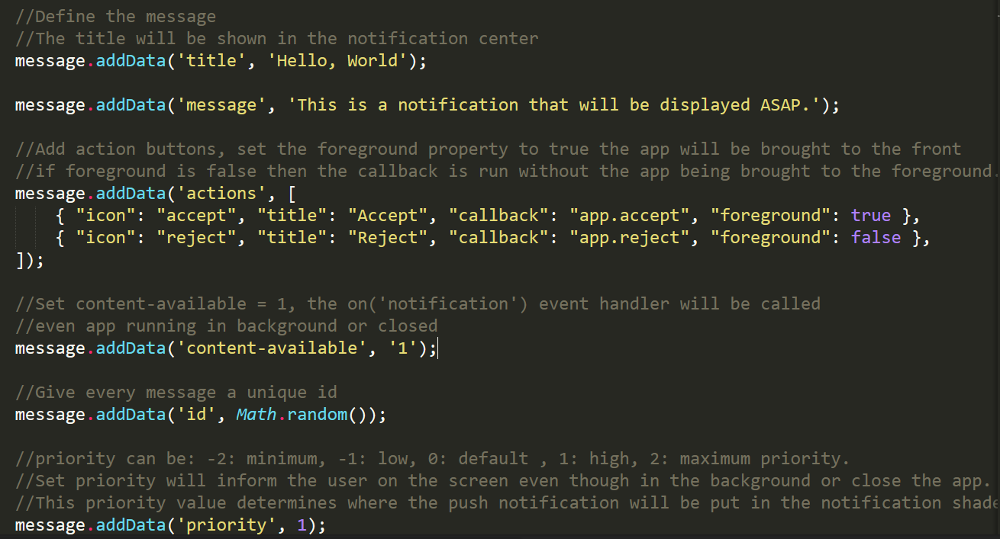 //Define the message
//The title will be shown in the notification center
message.addData('title', 'Hello, World');
message.addData('message', 'This is a notification that will be displayed ASAP.');
//Add action buttons, set the foreground property to true the app will be brought to the front
//if foreground is false then the callback is run without the app being brought to the foreground.
message.addData('actions', [
{ "icon": "accept", "title": "Accept", "callback": "app.accept", "foreground": true },
{ "icon": "reject", "title": "Reject", "callback": "app.reject", "foreground": false },
]);
//Set content-available = 1, the on('notification') event handler will be called
//even app running in background or closed
message.addData('content-available', '1');
//Give every message a unique id
message.addData('id', Math.random());
//priority can be: -2: minimum, -1: low, 0: default , 1: high, 2: maximum priority.
//Set priority will inform the user on the screen even though in the background or close the app.
//This priority value determines where the push notification will be put in the notification shade
message.addData('priority', 1);